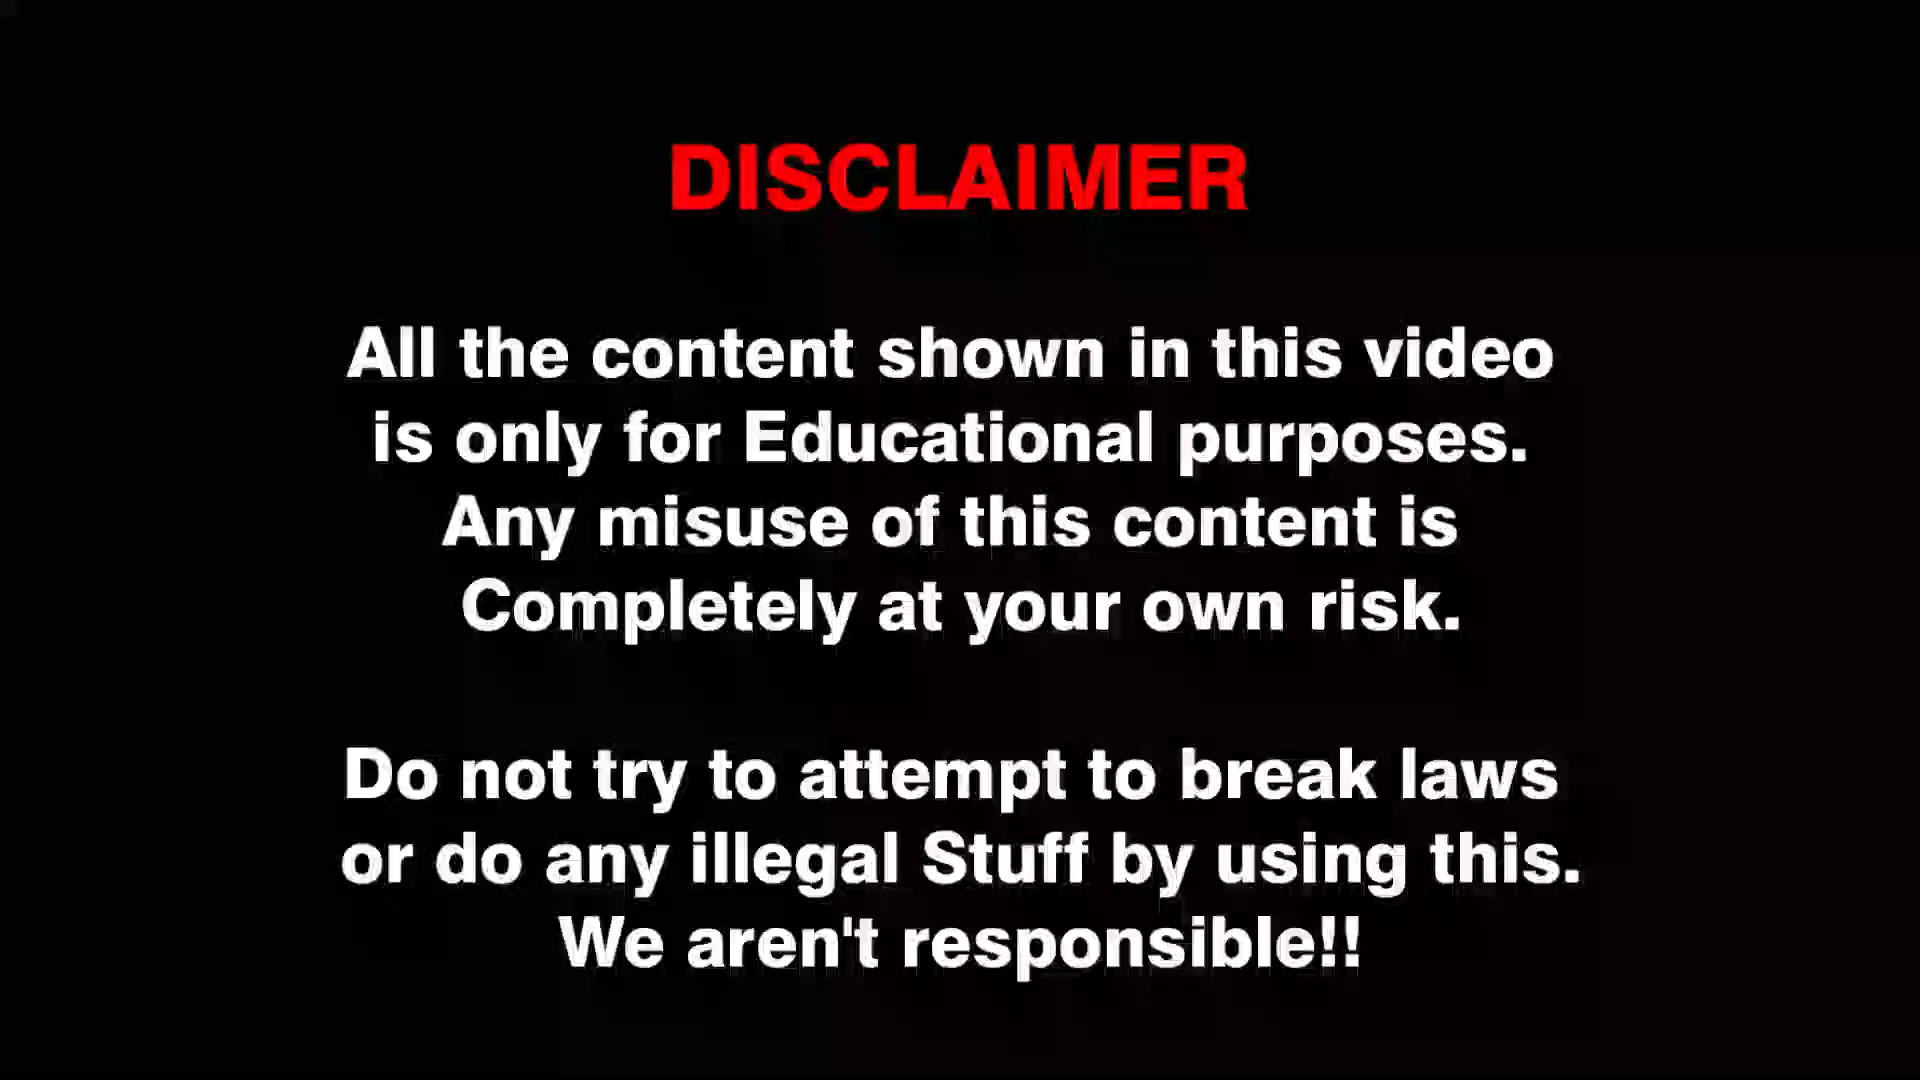 DISCLAIMER
All the content shown in this video
is only for Educational purposes.
Any misuse of this content is
Completely at your own risk.
Do not try to attempt to break laws
or do any illegal Stuff by using this.
We aren't responsible!!